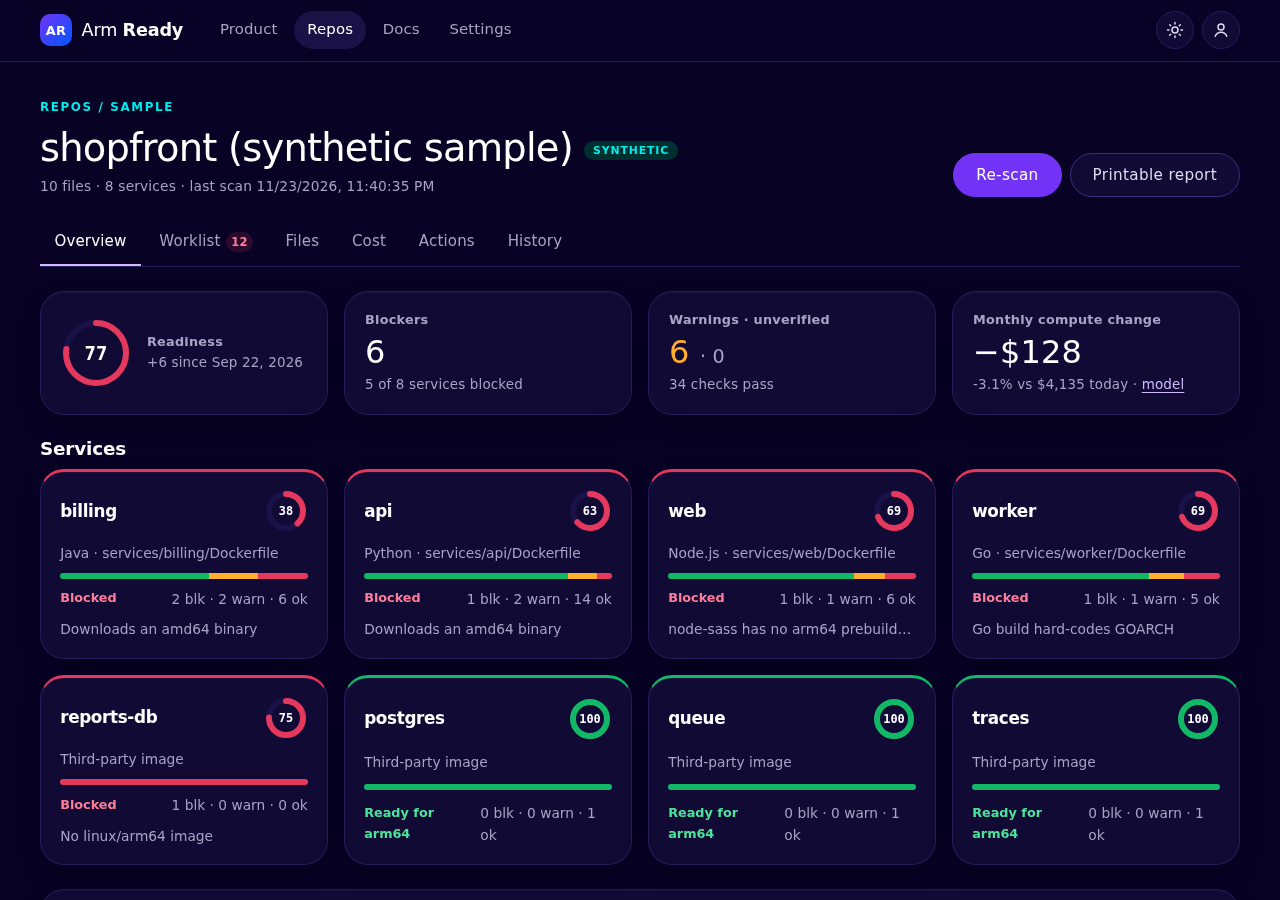 AR Arm Ready Product Repos Docs Settings
REPOS / SAMPLE
shopfront (synthetic sample) SYNTHETIC
10 files · 8 services · last scan 11/23/2026, 11:40:35 PM
Re-scan Printable report
Overview Worklist 12 Files Cost Actions History
77
Readiness
+6 since Sep 22, 2026
Blockers
6
5 of 8 services blocked
Warnings · unverified
6 · 0
34 checks pass
Monthly compute change
−$128
-3.1% vs $4,135 today · model
Services
billing 38
Java · services/billing/Dockerfile
Blocked 2 blk · 2 warn · 6 ok
Downloads an amd64 binary
api 63
Python · services/api/Dockerfile
Blocked 1 blk · 2 warn · 14 ok
Downloads an amd64 binary
web 69
Node.js · services/web/Dockerfile
Blocked 1 blk · 1 warn · 6 ok
node-sass has no arm64 prebuild…
worker 69
Go · services/worker/Dockerfile
Blocked 1 blk · 1 warn · 5 ok
Go build hard-codes GOARCH
reports-db 75
Third-party image
Blocked 1 blk · 0 warn · 0 ok
No linux/arm64 image
postgres 100
Third-party image
Ready for arm64
0 blk · 0 warn · 1 ok
queue 100
Third-party image
Ready for arm64
0 blk · 0 warn · 1 ok
traces 100
Third-party image
Ready for arm64
0 blk · 0 warn · 1 ok